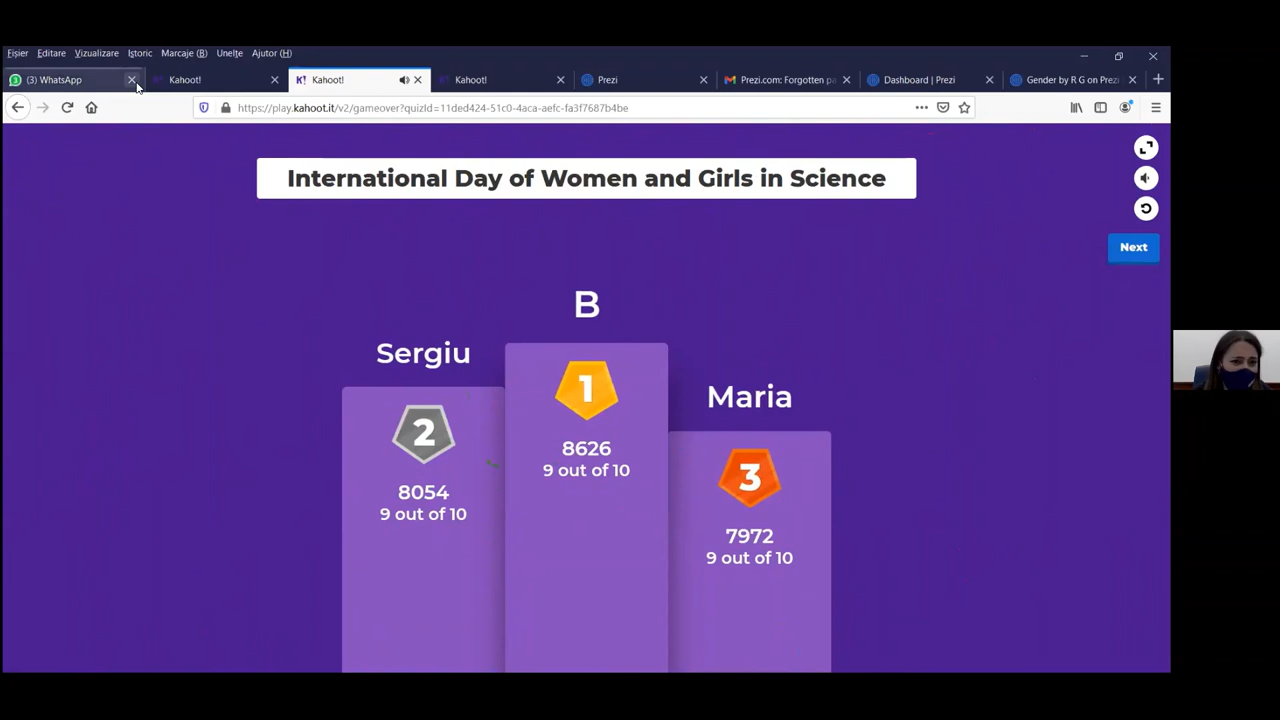 Fișier Editare Vizualizare Istoric Marcaje (B) Unelte Ajutor (H)
(3) WhatsApp Kahoot! Kahoot! Kahoot! Prezi Prezi.com: Forgotten pa Dashboard | Prezi Gender by R G on Prezi
https://play.kahoot.it/v2/gameover?quizId=11ded424-51c0-4aca-aefc-fa3f7687b4be
International Day of Women and Girls in Science
Next
B
Sergiu
1
Maria
2
8626
9 out of 10
3
8054
9 out of 10
7972
9 out of 10